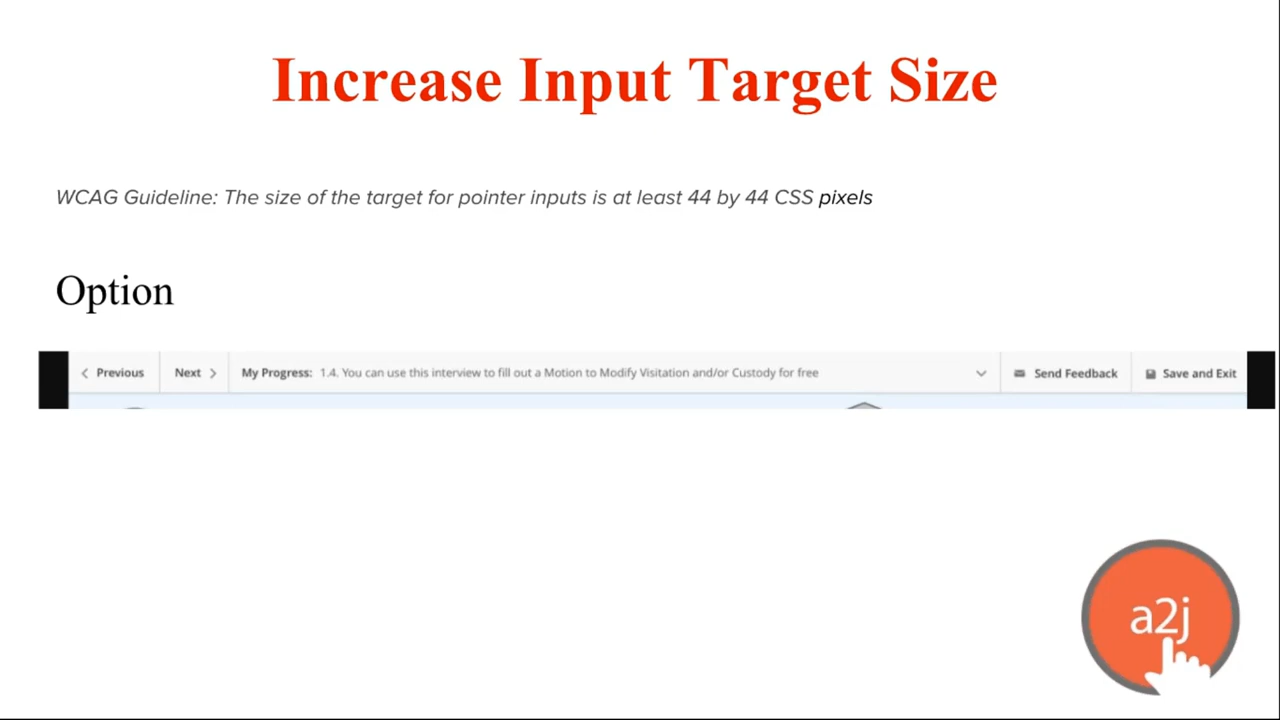 Increase Input Target Size
WCAG Guideline: The size of the target for pointer inputs is at least 44 by 44 CSS pixels
Option
Previous Next My Progress: 1.4. You can use this interview to fill out a Motion to Modify Visitation and/or Custody for free Send Feedback Save and Exit
a2j